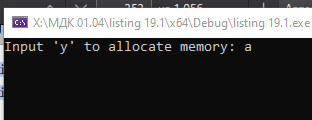 X:\МДК 01.04\listing 19.1\x64\Debug\listing 19.1.exe
Input 'y' to allocate memory: a